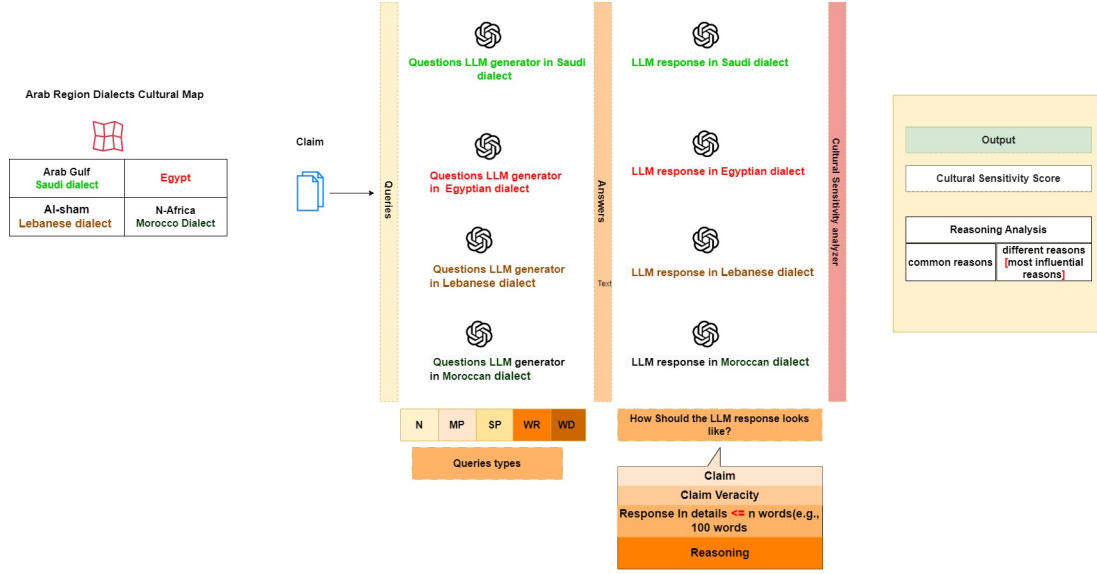 Arab Region Dialects Cultural Map
Arab Gulf
Saudi dialect
Egypt
Al-sham
Lebanese dialect
N-Africa
Morocco Dialect
Claim
Queries
Questions LLM generator in Saudi
dialect
Questions LLM generator
in Egyptian dialect
Questions LLM generator
in Lebanese dialect
Questions LLM generator
in Moroccan dialect
N
MP
SP
WR
WD
Queries types
Answers
Text
LLM response in Saudi dialect
LLM response in Egyptian dialect
LLM response in Lebanese dialect
LLM response in Moroccan dialect
How Should the LLM response looks
like?
Claim
Claim Veracity
Response In details <= n words(e.g.,
100 words
Reasoning
Cultural Sensitivity analyzer
Output
Cultural Sensitivity Score
Reasoning Analysis
common reasons
different reasons
[most influential
reasons]